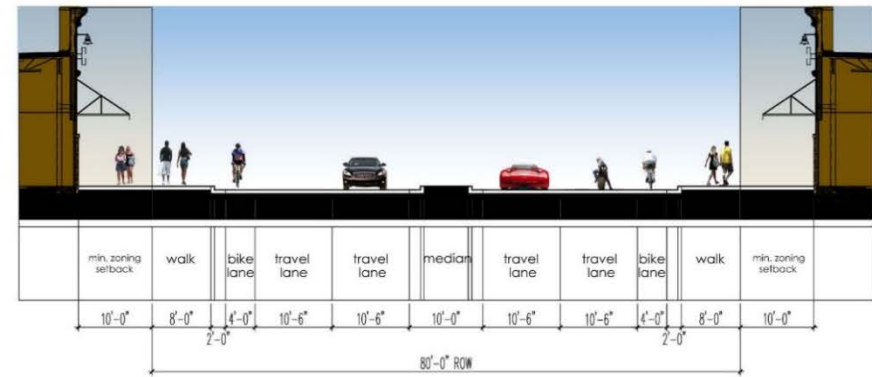 min. zoning
setback
walk
bike
lane
travel
lane
travel
lane
median
travel
lane
travel
lane
bike
lane
walk
min. zoning
setback
10'-0" 8'-0" 4'-0" 10'-6" 10'-6" 10'-0" 10'-6" 10'-6" 4'-0" 8'-0" 10'-0"
2'-0" 2'-0"
80'-0" ROW